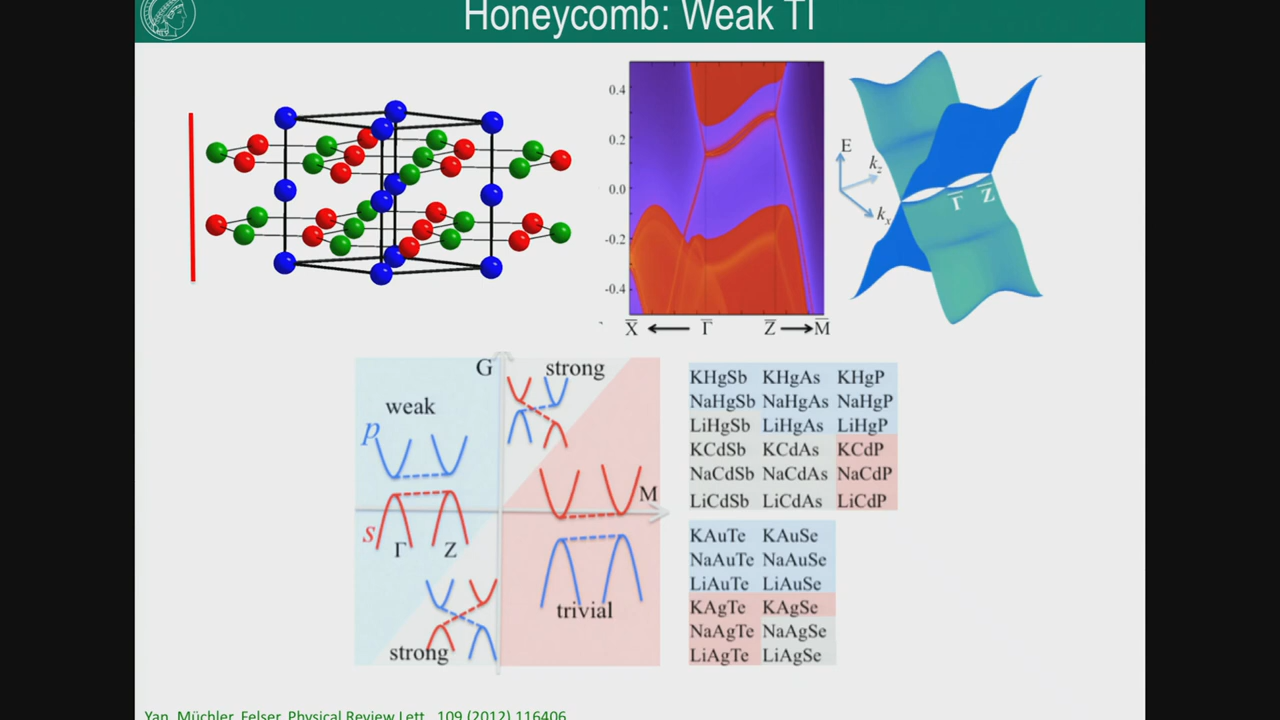 Honeycomb: Weak TI
0.4
0.2
0.0
-0.2
-0.4
X Γ Z M
E
kz
kx
Γ Z
G
strong
weak
p
M
s
Γ Z
trivial
strong
KHgSb KHgAs KHgP
NaHgSb NaHgAs NaHgP
LiHgSb LiHgAs LiHgP
KCdSb KCdAs KCdP
NaCdSb NaCdAs NaCdP
LiCdSb LiCdAs LiCdP
KAuTe KAuSe
NaAuTe NaAuSe
LiAuTe LiAuSe
KAgTe KAgSe
NaAgTe NaAgSe
LiAgTe LiAgSe
Yan, Müchler, Felser, Physical Review Lett., 109 (2012) 116406